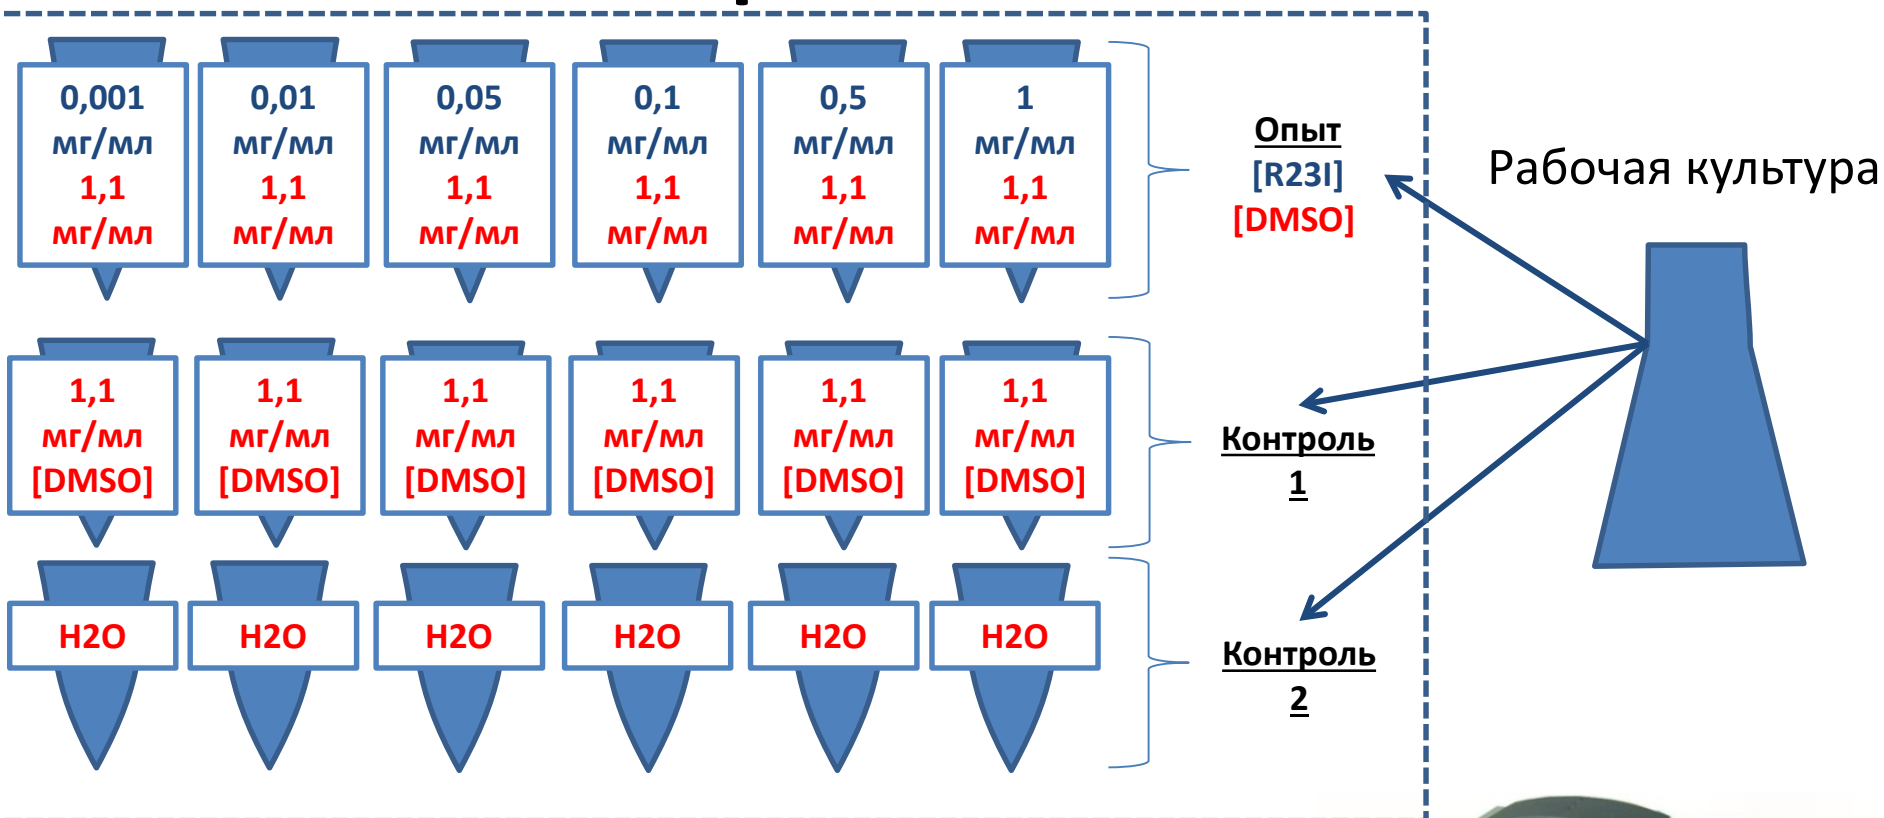 0,001
мг/мл
1,1
мг/мл
0,01
мг/мл
1,1
мг/мл
0,05
мг/мл
1,1
мг/мл
0,1
мг/мл
1,1
мг/мл
0,5
мг/мл
1,1
мг/мл
1
мг/мл
1,1
мг/мл
Опыт
[R23I]
[DMSO]
Рабочая культура
1,1
мг/мл
[DMSO]
1,1
мг/мл
[DMSO]
1,1
мг/мл
[DMSO]
1,1
мг/мл
[DMSO]
1,1
мг/мл
[DMSO]
1,1
мг/мл
[DMSO]
Контроль
1
H2O
H2O
H2O
H2O
H2O
H2O
Контроль
2